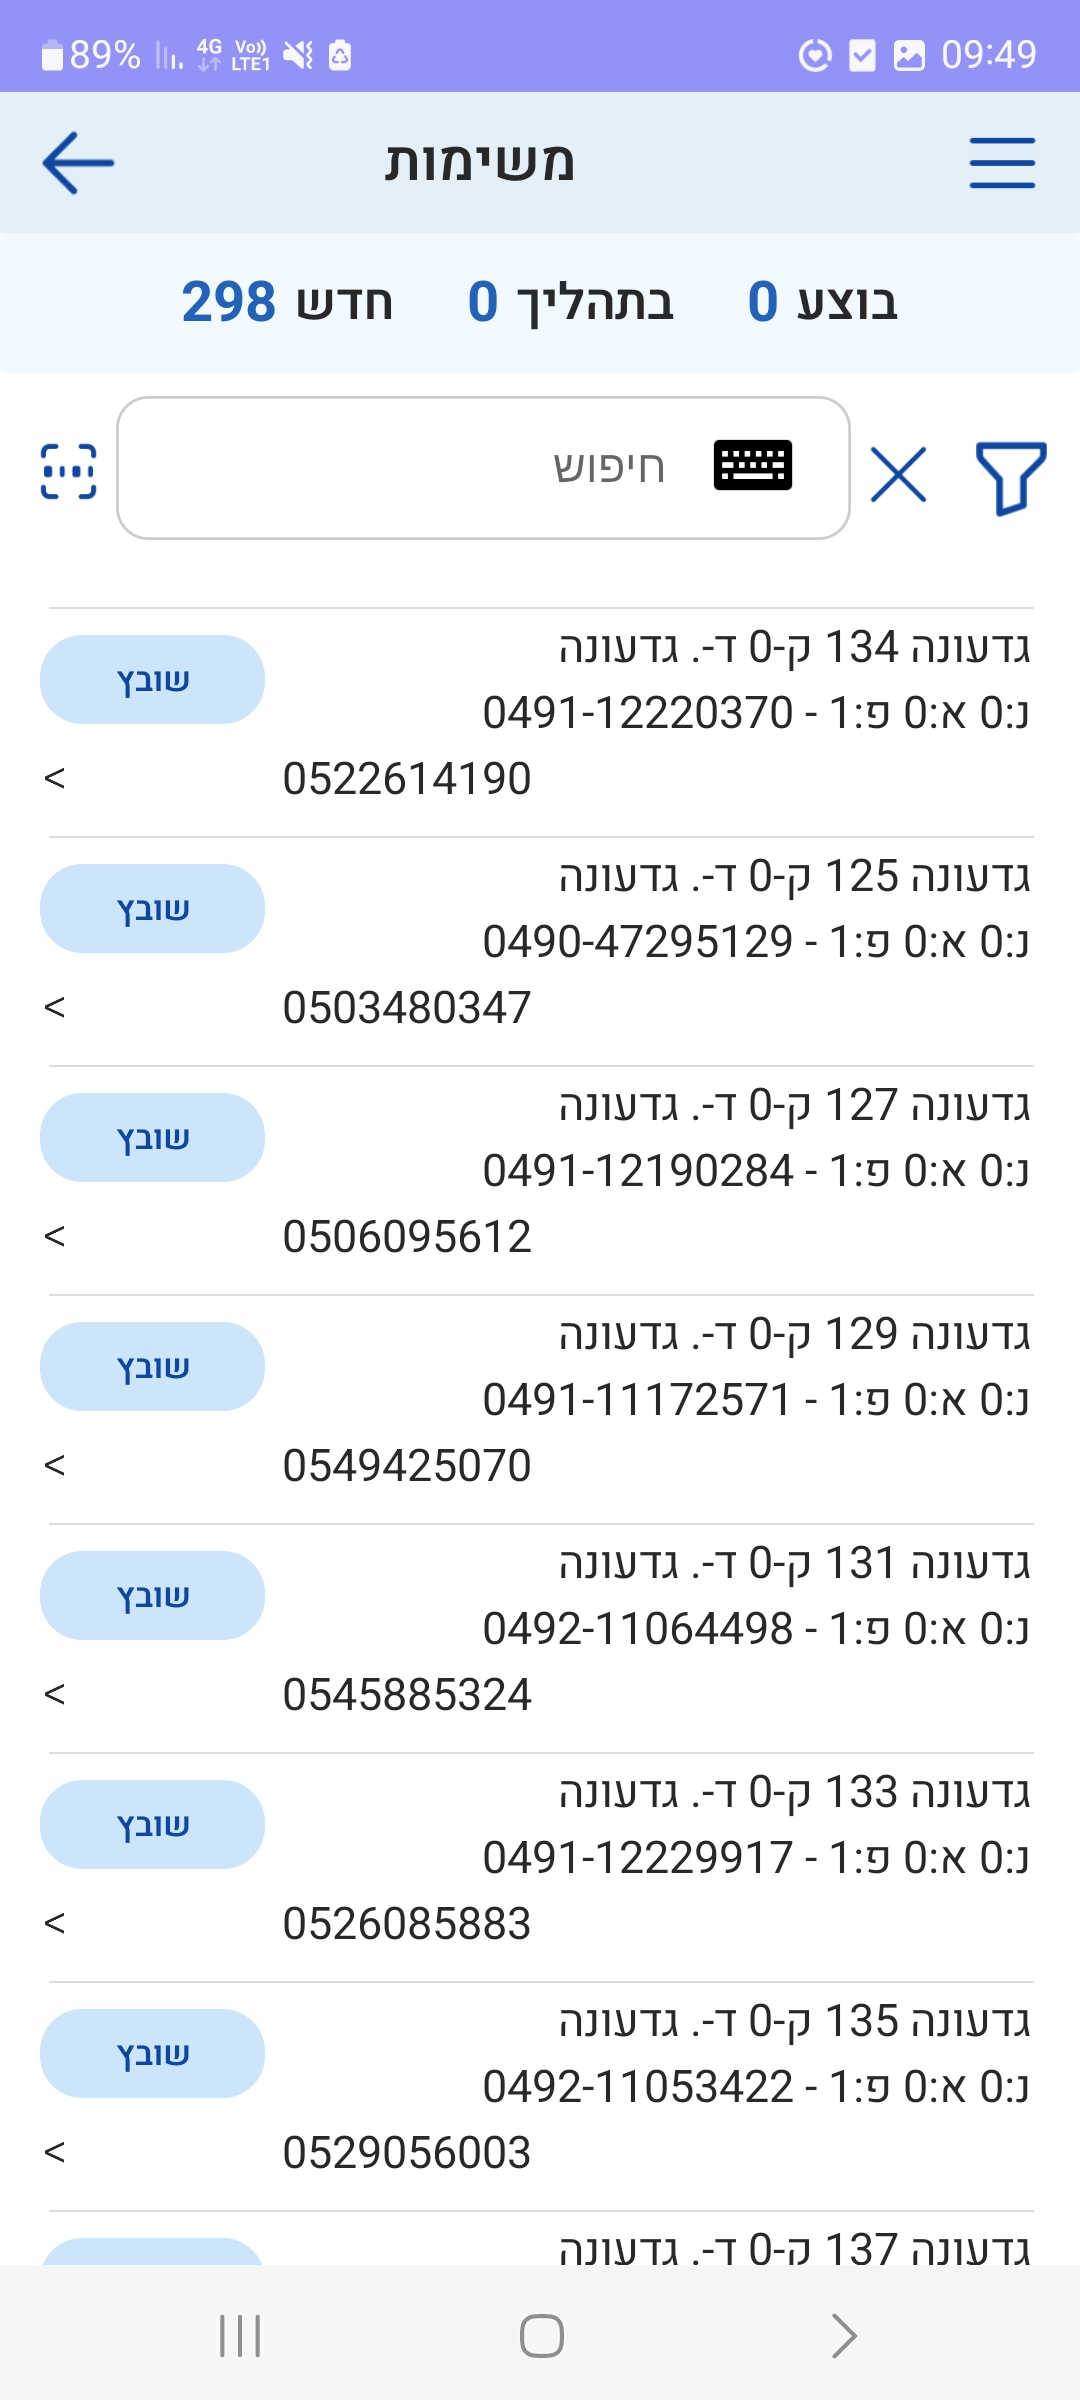 89% 4G Vo)) LTE1 09:49
משימות
בוצע 0 בתהליך 0 חדש 298
חיפוש
גדעונה 134 ק-0 ד-. גדעונה
שובץ
נ:0 א:0 פ:1 - 0491-12220370
0522614190
<
גדעונה 125 ק-0 ד-. גדעונה
שובץ
נ:0 א:0 פ:1 - 0490-47295129
0503480347
<
גדעונה 127 ק-0 ד-. גדעונה
שובץ
נ:0 א:0 פ:1 - 0491-12190284
0506095612
<
גדעונה 129 ק-0 ד-. גדעונה
שובץ
נ:0 א:0 פ:1 - 0491-11172571
0549425070
<
גדעונה 131 ק-0 ד-. גדעונה
שובץ
נ:0 א:0 פ:1 - 0492-11064498
0545885324
<
גדעונה 133 ק-0 ד-. גדעונה
שובץ
נ:0 א:0 פ:1 - 0491-12229917
0526085883
<
גדעונה 135 ק-0 ד-. גדעונה
שובץ
נ:0 א:0 פ:1 - 0492-11053422
0529056003
<
גדעונה 137 ק-0 ד-. גדעונה